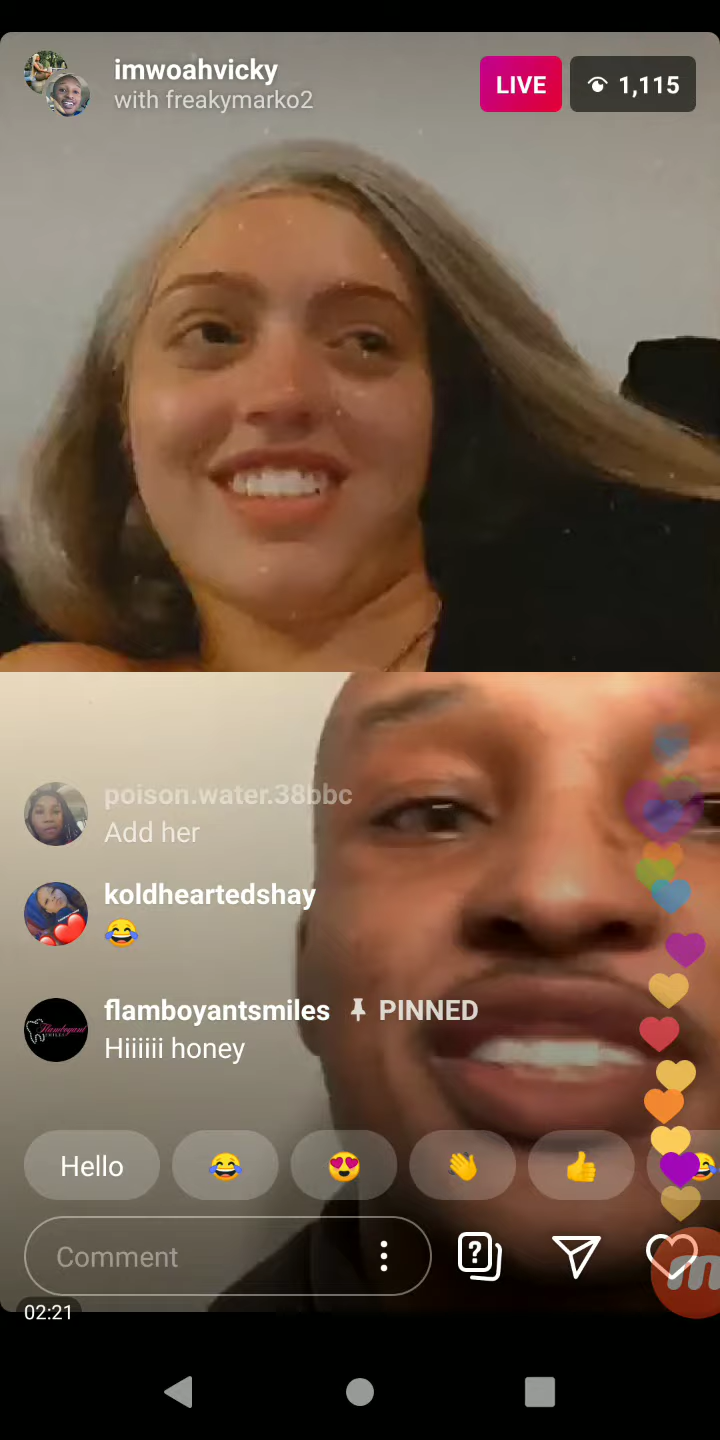 imwoahvicky
with freakymarko2
LIVE
1,115
poison.water.38bbc
Add her
koldheartedshay
😂
flamboyantsmiles PINNED
Hiiiiii honey
Hello 😂 😍 👏 👍 😂
Comment
02:21